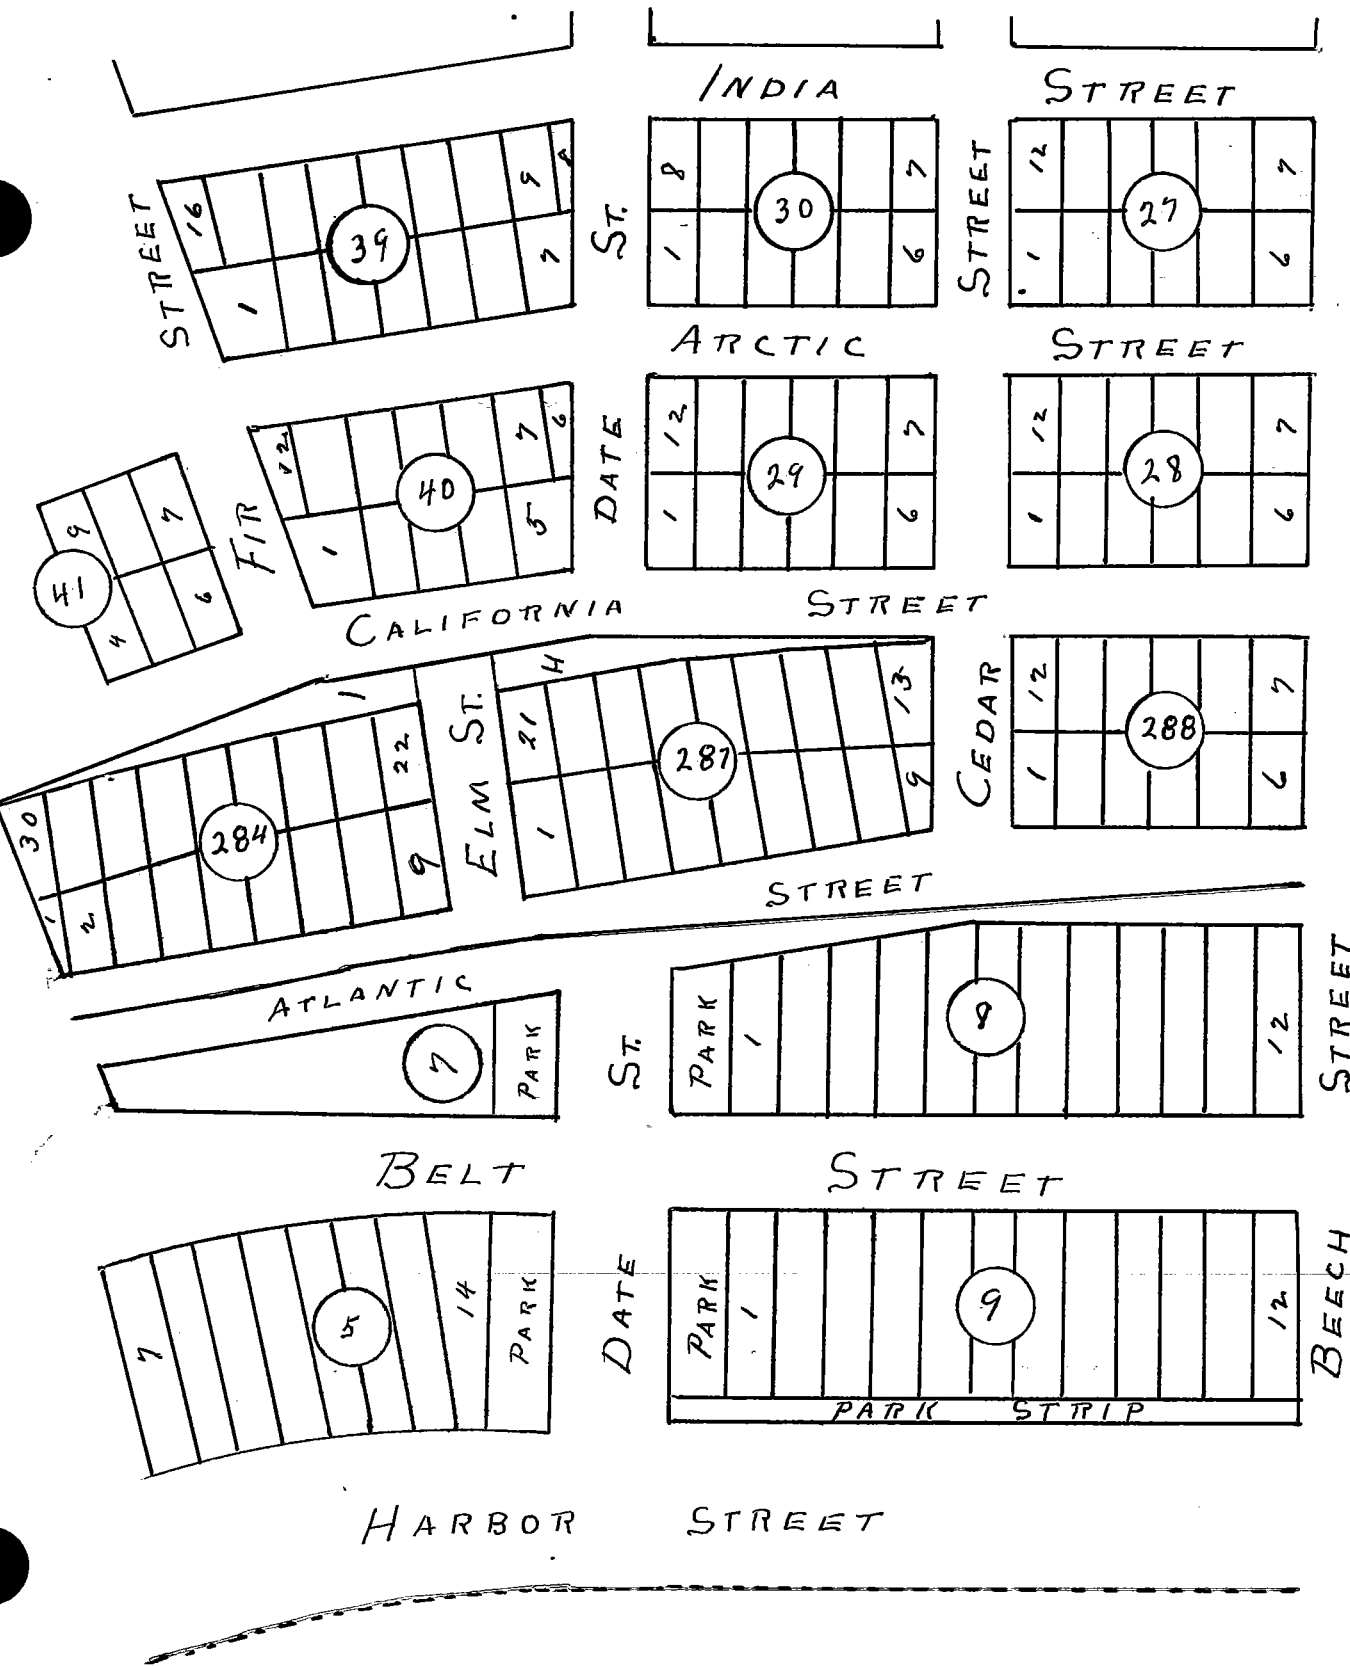 INDIA STREET
16 9 8
39
1 7
STREET
ST.
8 7
30
1 6
STREET
12 7
27
1 6
ARCTIC STREET
12 7 6
40
1 5
FIR
DATE
12 7
29
1 6
12 7
28
1 6
9 7
41
4 6
CALIFORNIA STREET
1
30 22
284
1 2 9
ELM ST.
H
21 13
287
1 9
CEDAR
12 7
288
1 6
STREET
ATLANTIC
7
PARK
ST.
PARK
1
8
12
STREET
BELT STREET
7
5
14
PARK
DATE
PARK
1
9
12
BEECH
PARK STRIP
HARBOR STREET